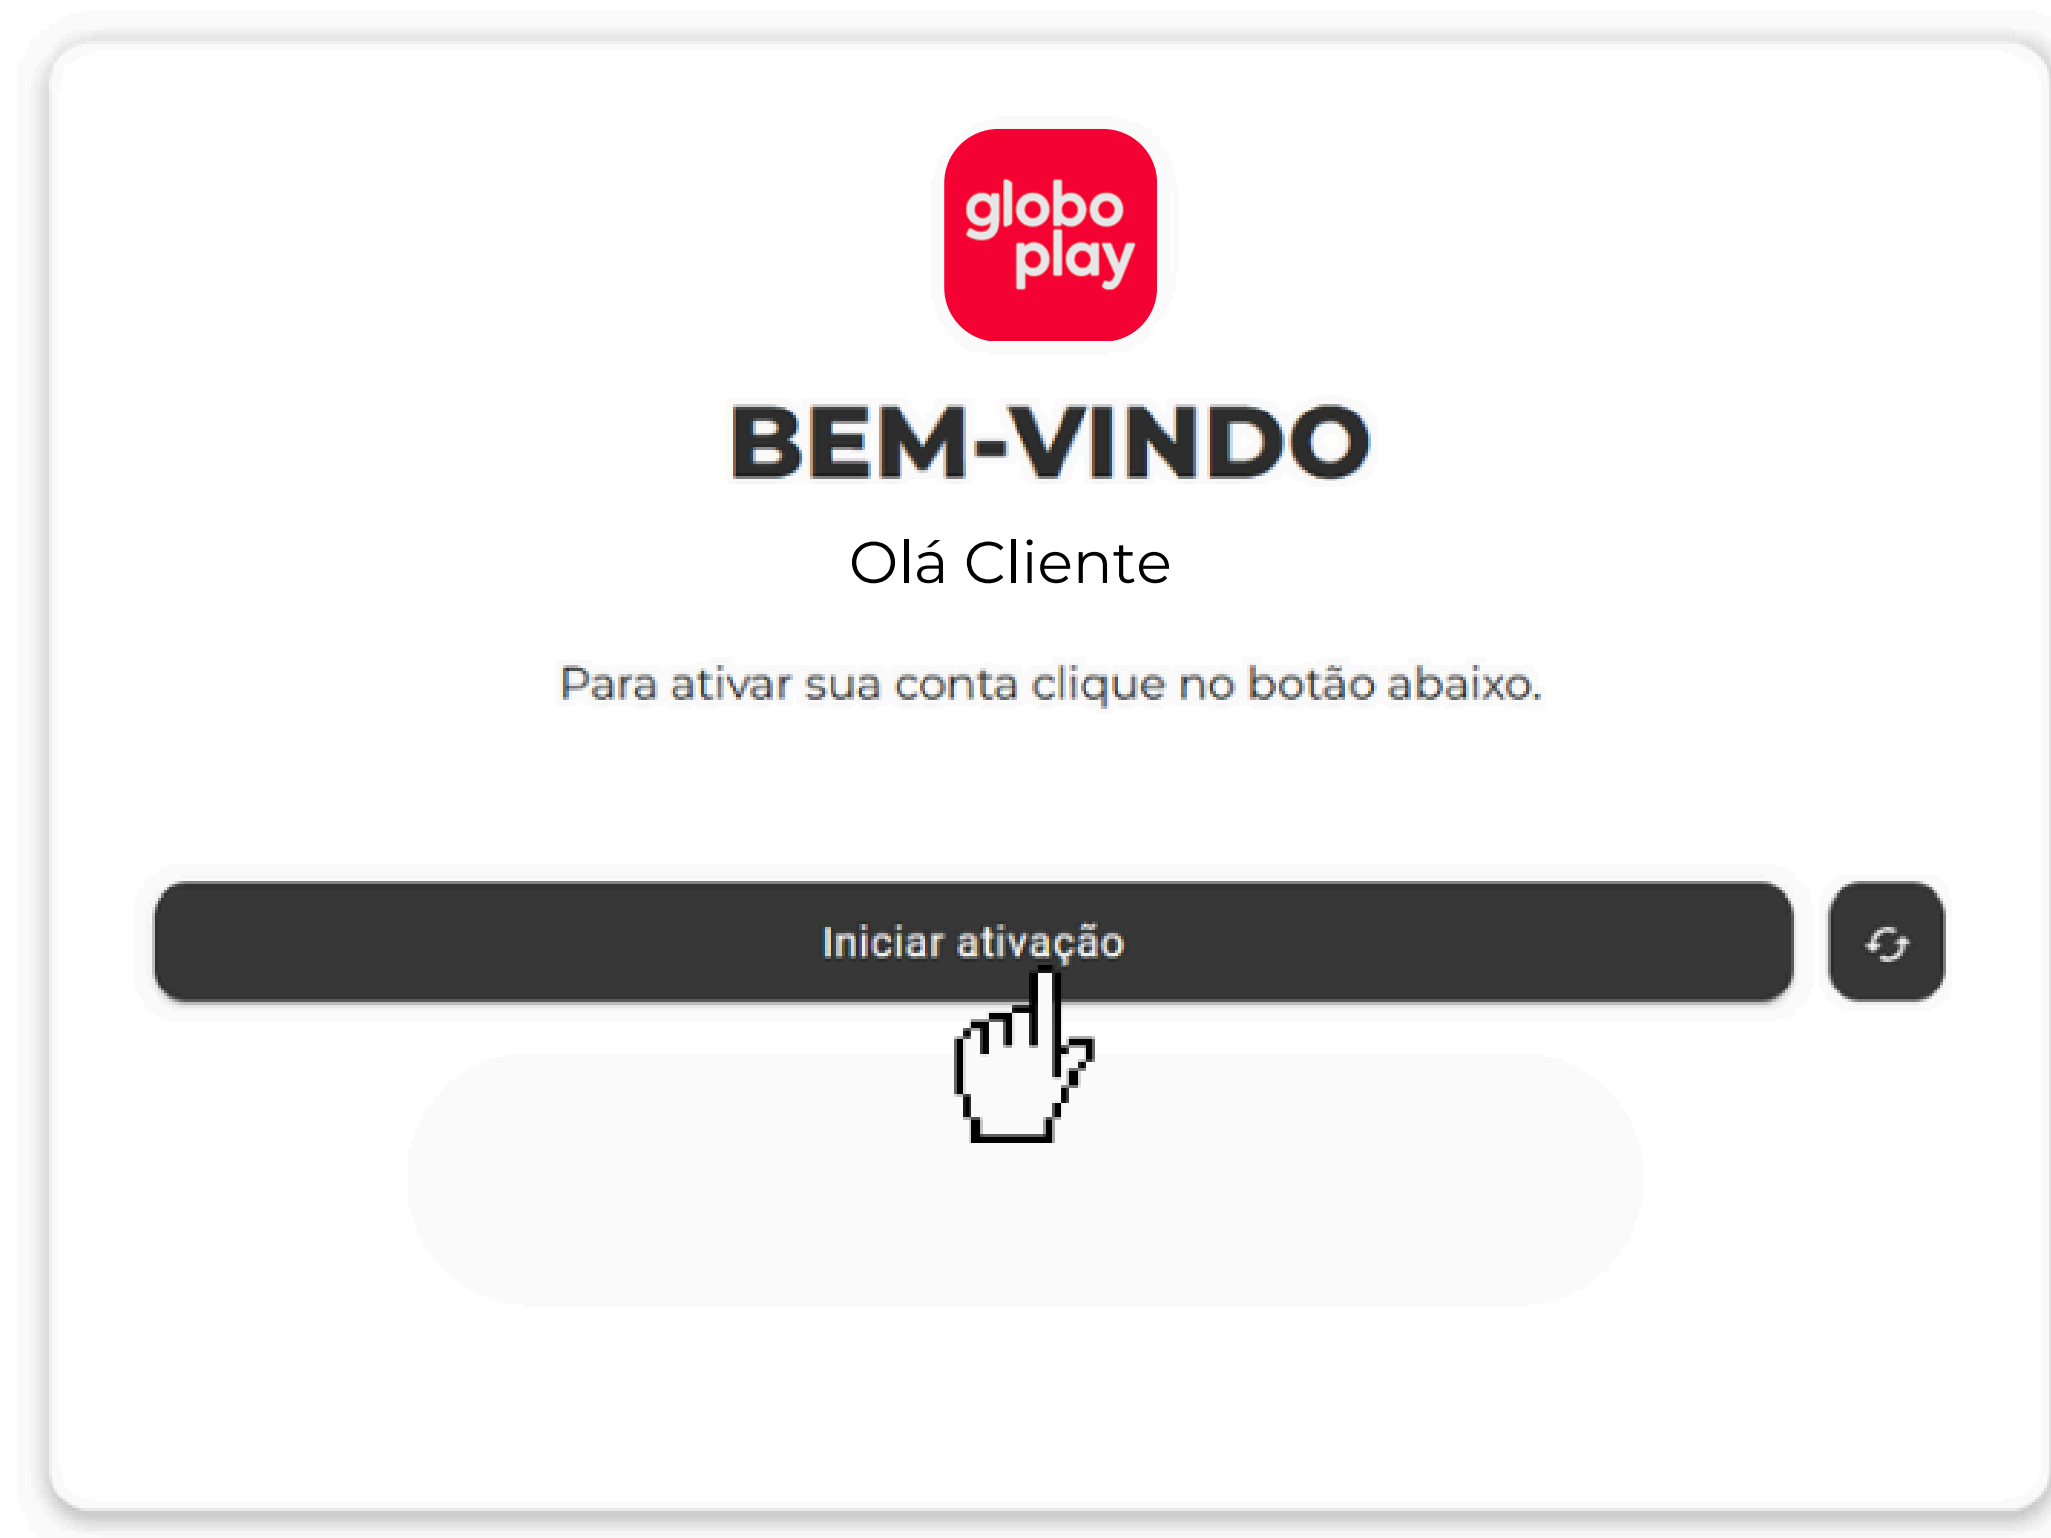 globo
play
BEM-VINDO
Olá Cliente
Para ativar sua conta clique no botão abaixo.
Iniciar ativação